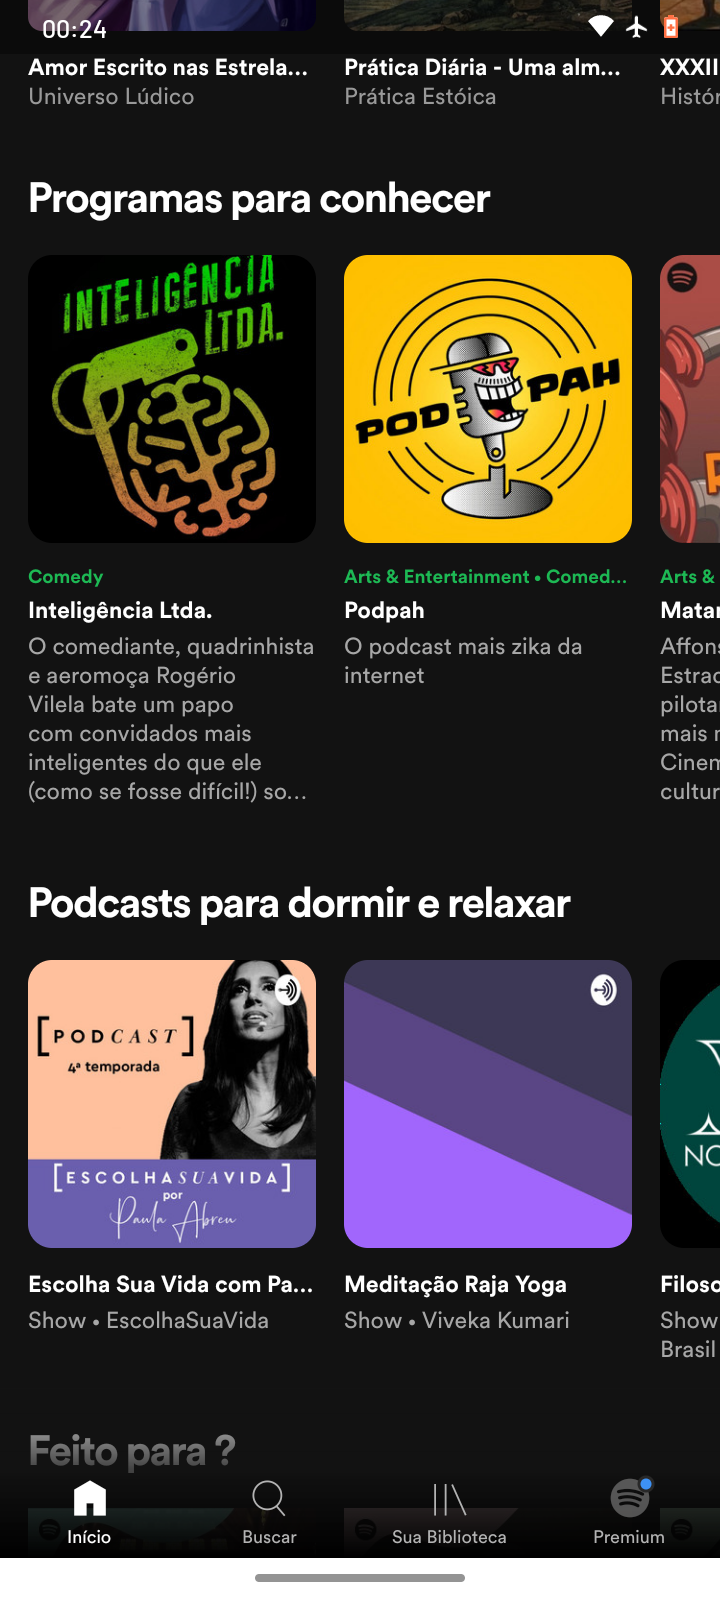 00:24
Amor Escrito nas Estrela...
Prática Diária - Uma alm...
XXXII
Universo Lúdico
Prática Estóica
Histór
Programas para conhecer
INTELIGÊNCIA
LTDA.
PODPAH
Comedy
Arts & Entertainment • Comed...
Arts &
Inteligência Ltda.
Podpah
Matar
O comediante, quadrinhista
e aeromoça Rogério
Vilela bate um papo
com convidados mais
inteligentes do que ele
(como se fosse difícil!) so...
O podcast mais zika da
internet
Affons
Estrac
pilota
mais r
Cinem
cultur
Podcasts para dormir e relaxar
[PODCAST]
4ª temporada
[ESCOLHASUAVIDA]
por
Paula Abreu
NO
Escolha Sua Vida com Pa...
Meditação Raja Yoga
Filoso
Show • EscolhaSuaVida
Show • Viveka Kumari
Show
Brasil
Feito para ?
Início
Buscar
Sua Biblioteca
Premium